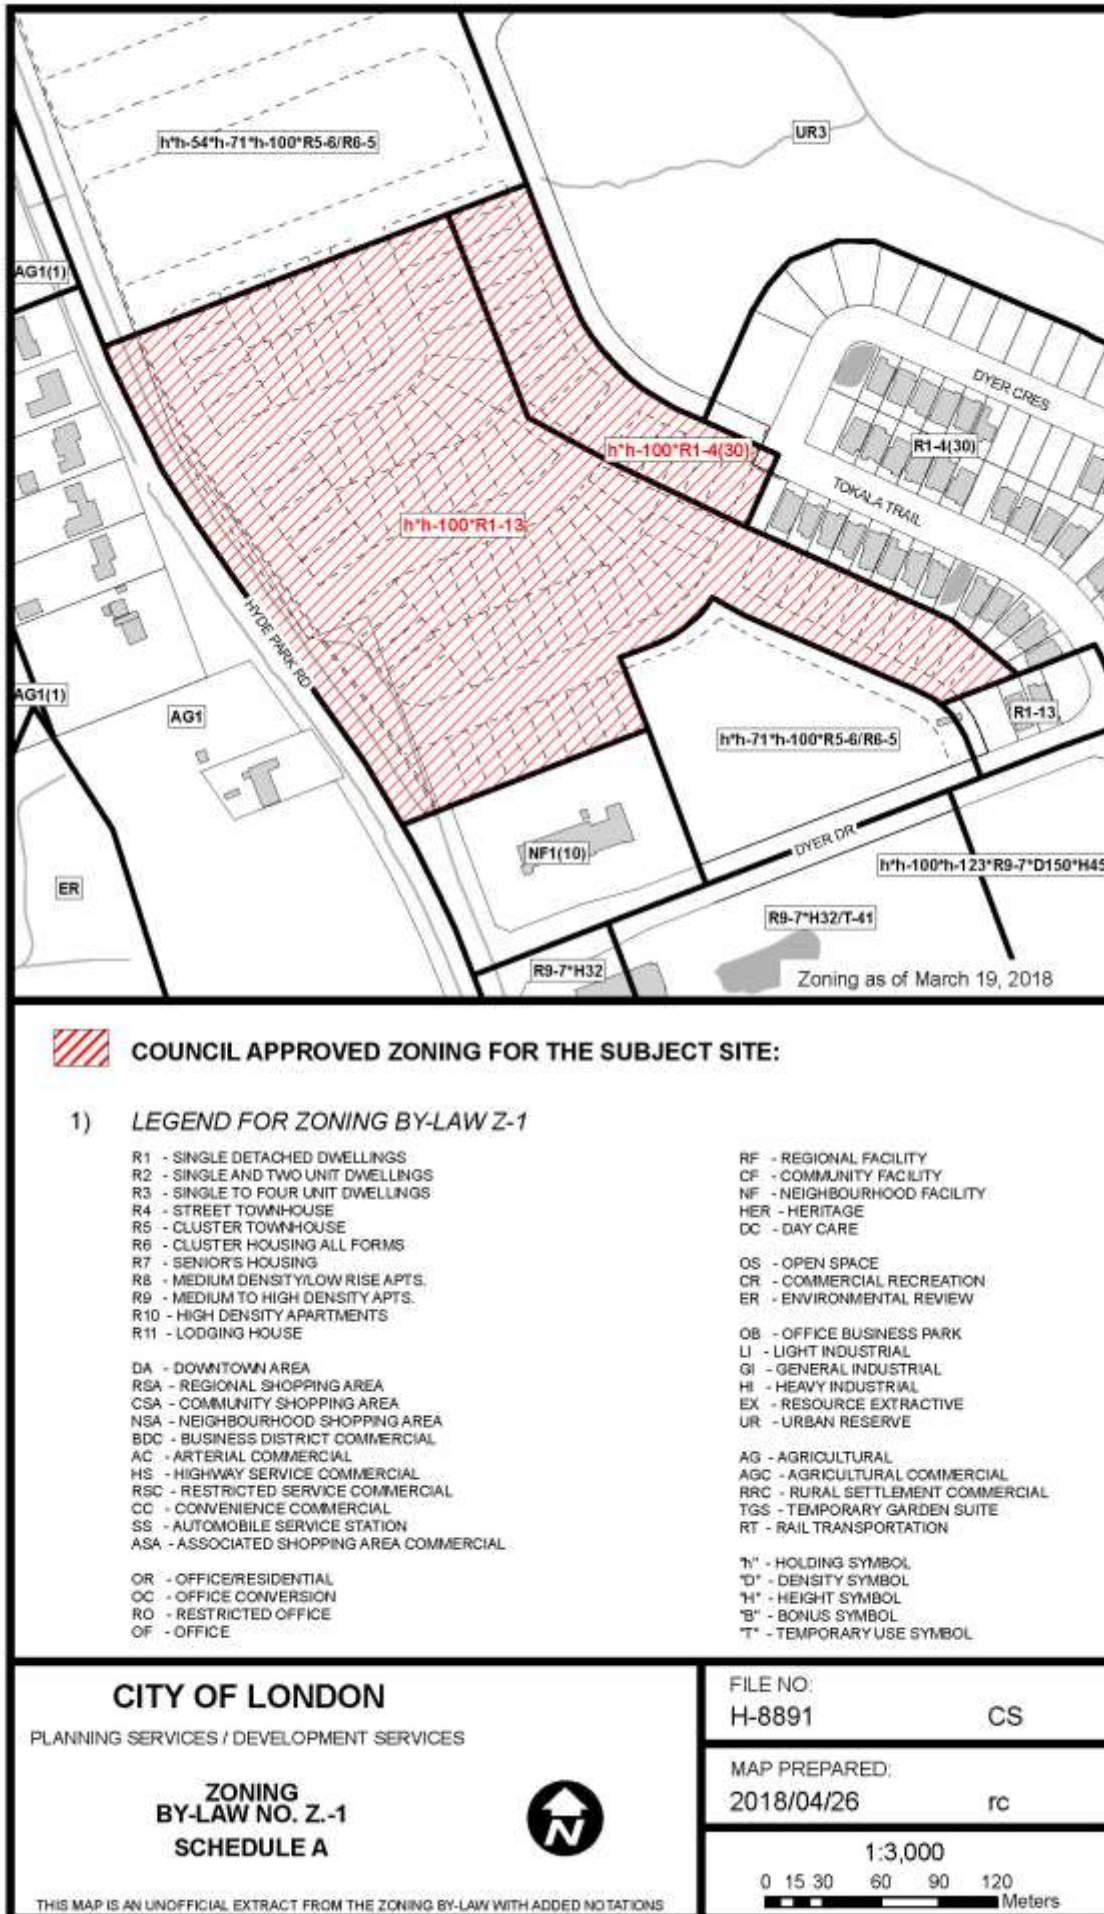 h*h-54*h-71*h-100*R5-6/R6-5
UR3
AG1(1)
DYER CRES
R1-4(30)
h*h-100*R1-4(30)
TOKALA TRAIL
h*h-100*R1-13
HYDE PARK RD
AG1(1)
AG1
R1-13
h*h-71*h-100*R5-6/R6-5
DYER DR
NF1(10)
h*h-100*h-123*R9-7*D150*H45
ER
R9-7*H32/T-41
R9-7*H32
Zoning as of March 19, 2018
COUNCIL APPROVED ZONING FOR THE SUBJECT SITE:
1) LEGEND FOR ZONING BY-LAW Z-1
R1 - SINGLE DETACHED DWELLINGS
R2 - SINGLE AND TWO UNIT DWELLINGS
R3 - SINGLE TO FOUR UNIT DWELLINGS
R4 - STREET TOWNHOUSE
R5 - CLUSTER TOWNHOUSE
R6 - CLUSTER HOUSING ALL FORMS
R7 - SENIOR'S HOUSING
R8 - MEDIUM DENSITY/LOW RISE APTS.
R9 - MEDIUM TO HIGH DENSITY APTS.
R10 - HIGH DENSITY APARTMENTS
R11 - LODGING HOUSE
DA - DOWNTOWN AREA
RSA - REGIONAL SHOPPING AREA
CSA - COMMUNITY SHOPPING AREA
NSA - NEIGHBOURHOOD SHOPPING AREA
BDC - BUSINESS DISTRICT COMMERCIAL
AC - ARTERIAL COMMERCIAL
HS - HIGHWAY SERVICE COMMERCIAL
RSC - RESTRICTED SERVICE COMMERCIAL
CC - CONVENIENCE COMMERCIAL
SS - AUTOMOBILE SERVICE STATION
ASA - ASSOCIATED SHOPPING AREA COMMERCIAL
OR - OFFICE/RESIDENTIAL
OC - OFFICE CONVERSION
RO - RESTRICTED OFFICE
OF - OFFICE
RF - REGIONAL FACILITY
CF - COMMUNITY FACILITY
NF - NEIGHBOURHOOD FACILITY
HER - HERITAGE
DC - DAY CARE
OS - OPEN SPACE
CR - COMMERCIAL RECREATION
ER - ENVIRONMENTAL REVIEW
OB - OFFICE BUSINESS PARK
LI - LIGHT INDUSTRIAL
GI - GENERAL INDUSTRIAL
HI - HEAVY INDUSTRIAL
EX - RESOURCE EXTRACTIVE
UR - URBAN RESERVE
AG - AGRICULTURAL
AGC - AGRICULTURAL COMMERCIAL
RRC - RURAL SETTLEMENT COMMERCIAL
TGS - TEMPORARY GARDEN SUITE
RT - RAIL TRANSPORTATION
"h" - HOLDING SYMBOL
"D" - DENSITY SYMBOL
"H" - HEIGHT SYMBOL
"B" - BONUS SYMBOL
"T" - TEMPORARY USE SYMBOL
CITY OF LONDON
PLANNING SERVICES / DEVELOPMENT SERVICES
ZONING
BY-LAW NO. Z.-1
SCHEDULE A
N
THIS MAP IS AN UNOFFICIAL EXTRACT FROM THE ZONING BY-LAW WITH ADDED NOTATIONS
FILE NO:
H-8891 CS
MAP PREPARED:
2018/04/26 rc
1:3,000
0 15 30 60 90 120
Meters